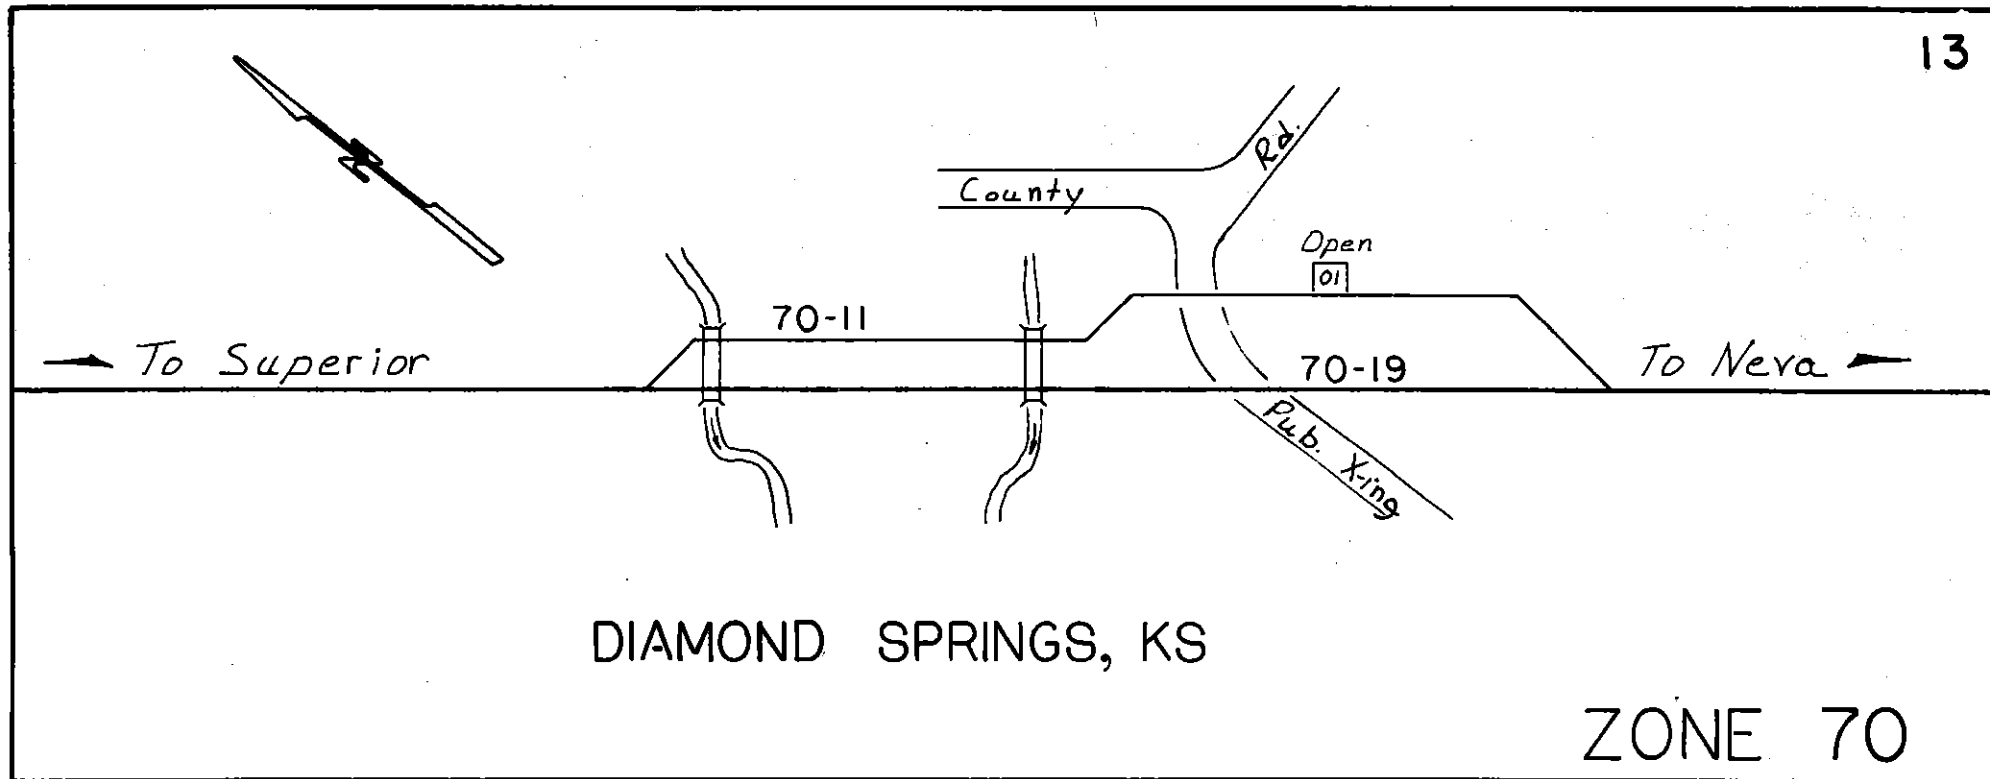 13
Rd.
County
Open
01
70-11
To Superior
70-19
To Neva
Pub. X-ing
DIAMOND SPRINGS, KS
ZONE 70